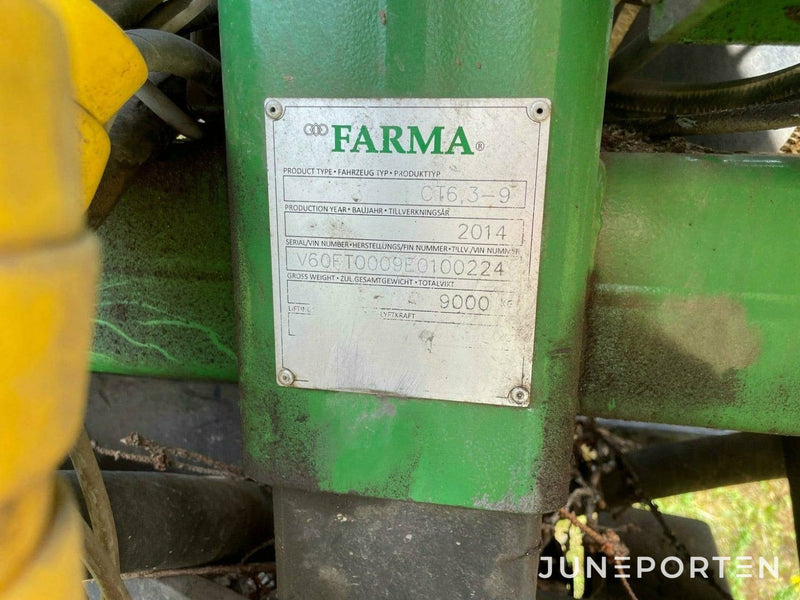 FARMA®
PRODUCT TYPE • FAHRZEUG TYP • PRODUKTTYP
CT6,3-9
PRODUCTION YEAR • BAUJAHR • TILLVERKNINGSÅR
2014
SERIAL/VIN NUMBER • HERSTELLUNGS/FIN NUMMER • TILLV./VIN NUMMER
V60FT0009E0100224
GROSS WEIGHT • ZUL.GESAMTGEWICHT • TOTALVIKT
9000 KG
LYFTKRAFT
JUNEPORTEN